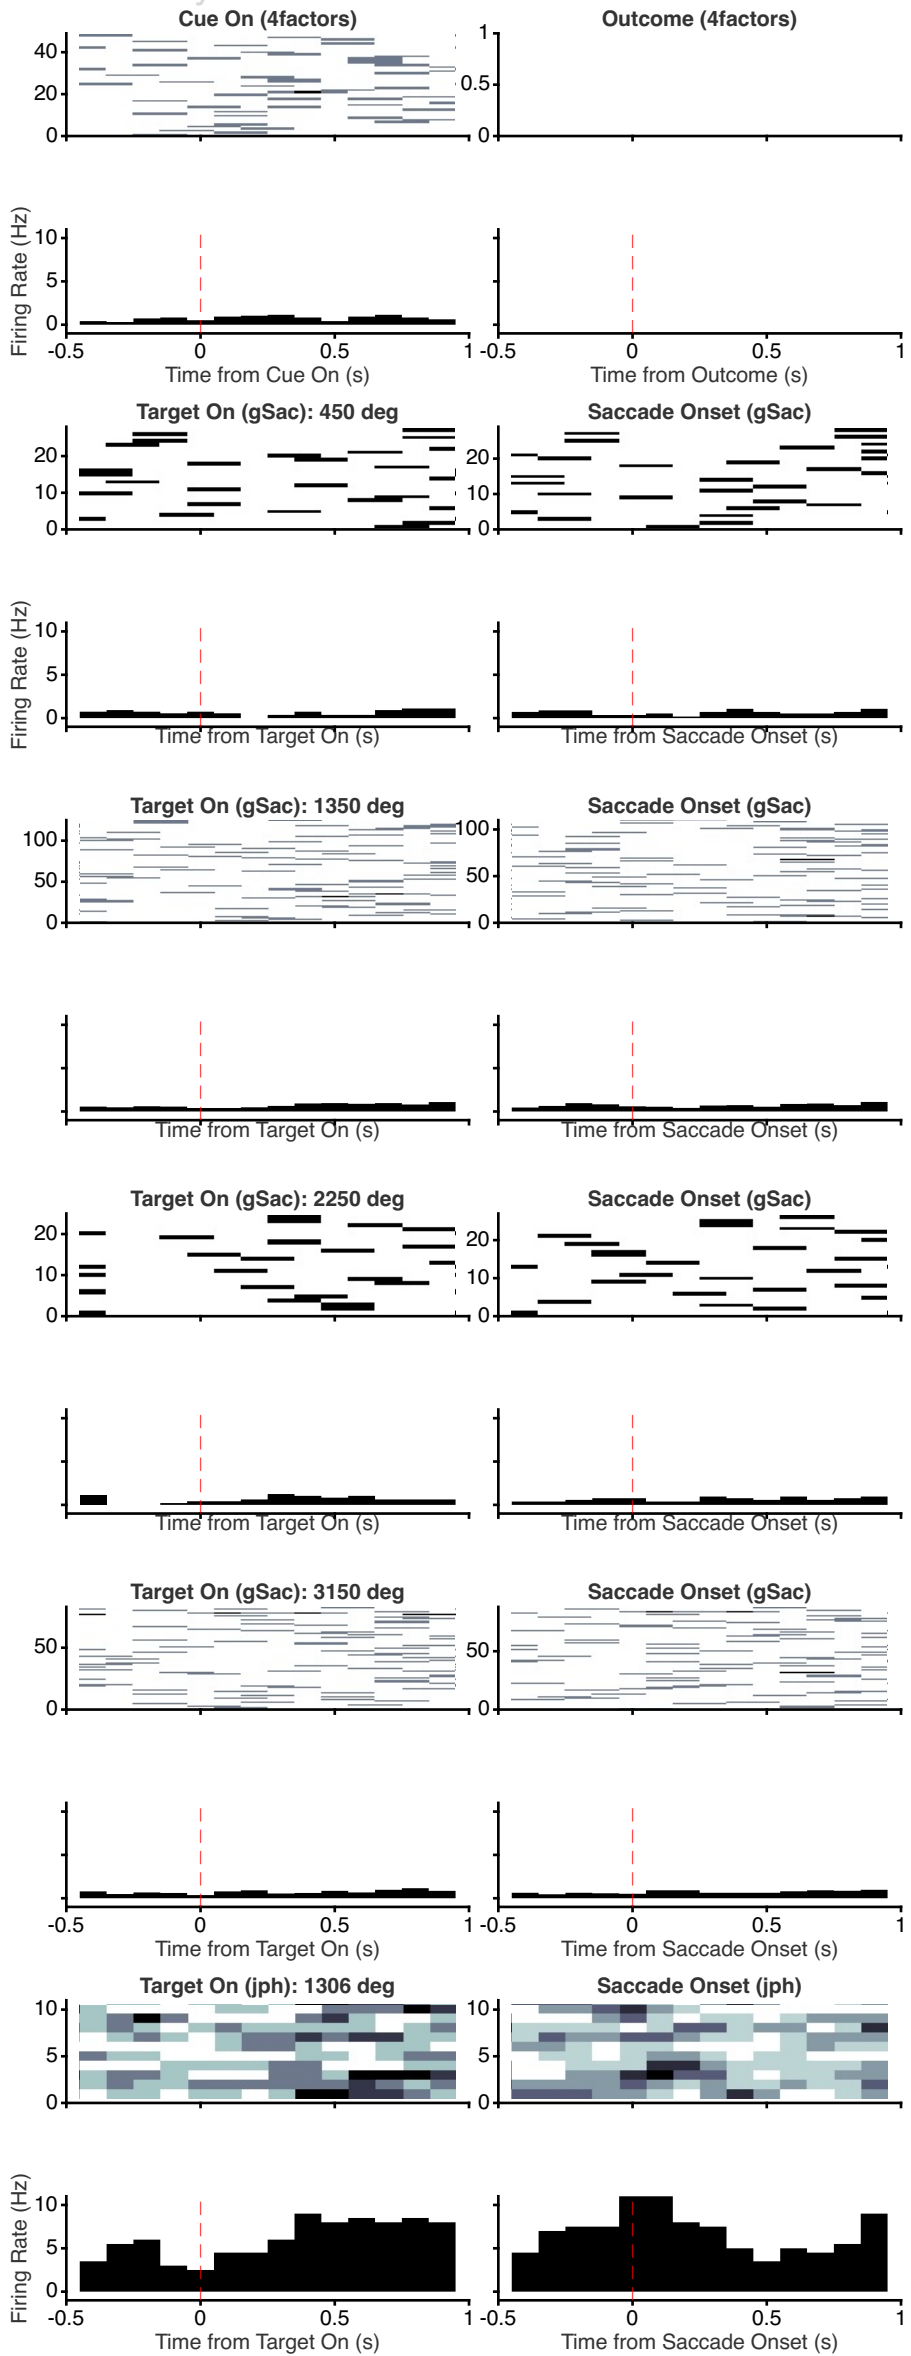 Cue On (4factors) Outcome (4factors)
40 20 0
1 0.5 0
Firing Rate (Hz)
10 5 0
-0.5 0 0.5 1 -0.5 0 0.5 1
Time from Cue On (s) Time from Outcome (s)
Target On (gSac): 450 deg Saccade Onset (gSac)
20 10 0
20 10 0
Firing Rate (Hz)
10 5 0
Time from Target On (s) Time from Saccade Onset (s)
Target On (gSac): 1350 deg Saccade Onset (gSac)
100 50 0
100 50 0
Time from Target On (s) Time from Saccade Onset (s)
Target On (gSac): 2250 deg Saccade Onset (gSac)
20 10 0
20 10 0
Time from Target On (s) Time from Saccade Onset (s)
Target On (gSac): 3150 deg Saccade Onset (gSac)
50 0
50 0
-0.5 0 0.5 1 -0.5 0 0.5 1
Time from Target On (s) Time from Saccade Onset (s)
Target On (jph): 1306 deg Saccade Onset (jph)
10 5 0
10 5 0
Firing Rate (Hz)
10 5 0
-0.5 0 0.5 1 -0.5 0 0.5 1
Time from Target On (s) Time from Saccade Onset (s)